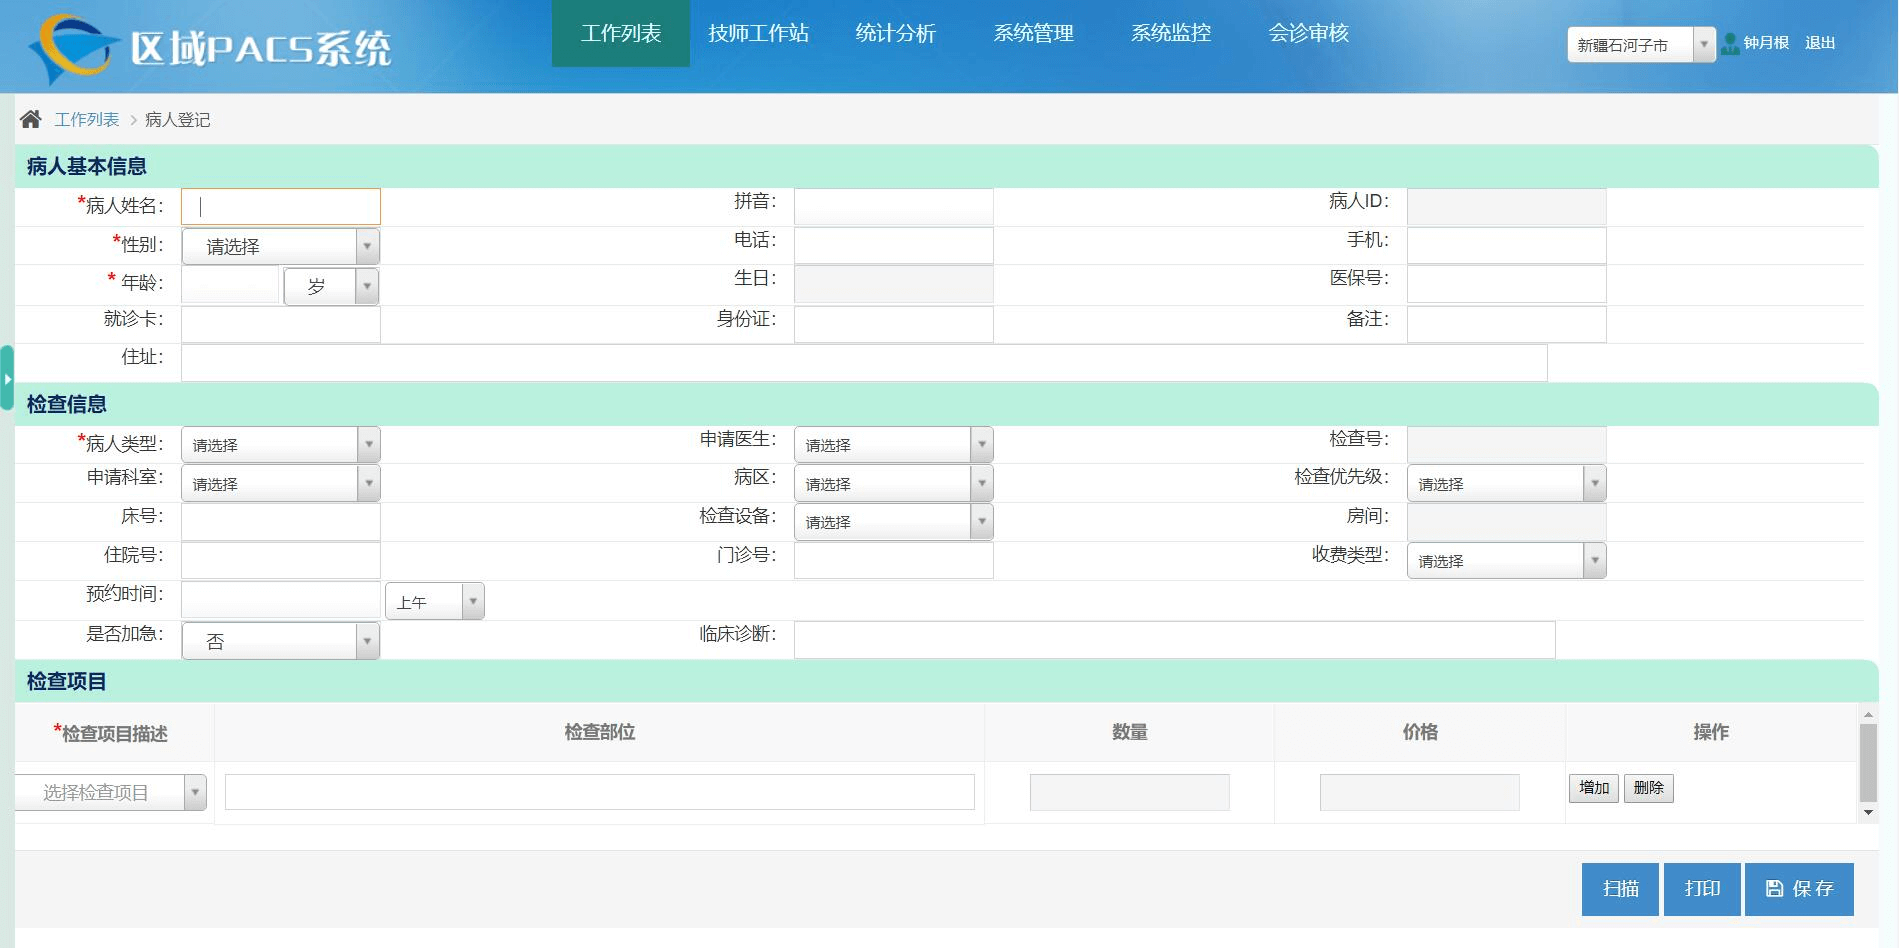 区域PACS系统
工作列表 技师工作站 统计分析 系统管理 系统监控 会诊审核
新疆石河子市 钟月根 退出
工作列表 > 病人登记
病人基本信息
*病人姓名： 拼音： 病人ID：
*性别： 请选择 电话： 手机：
* 年龄： 岁 生日： 医保号：
就诊卡： 身份证： 备注：
住址：
检查信息
*病人类型： 请选择 申请医生： 请选择 检查号：
申请科室： 请选择 病区： 请选择 检查优先级： 请选择
床号： 检查设备： 请选择 房间：
住院号： 门诊号： 收费类型： 请选择
预约时间： 上午
是否加急： 否 临床诊断：
检查项目
*检查项目描述 检查部位 数量 价格 操作
选择检查项目 增加 删除
扫描 打印 保存